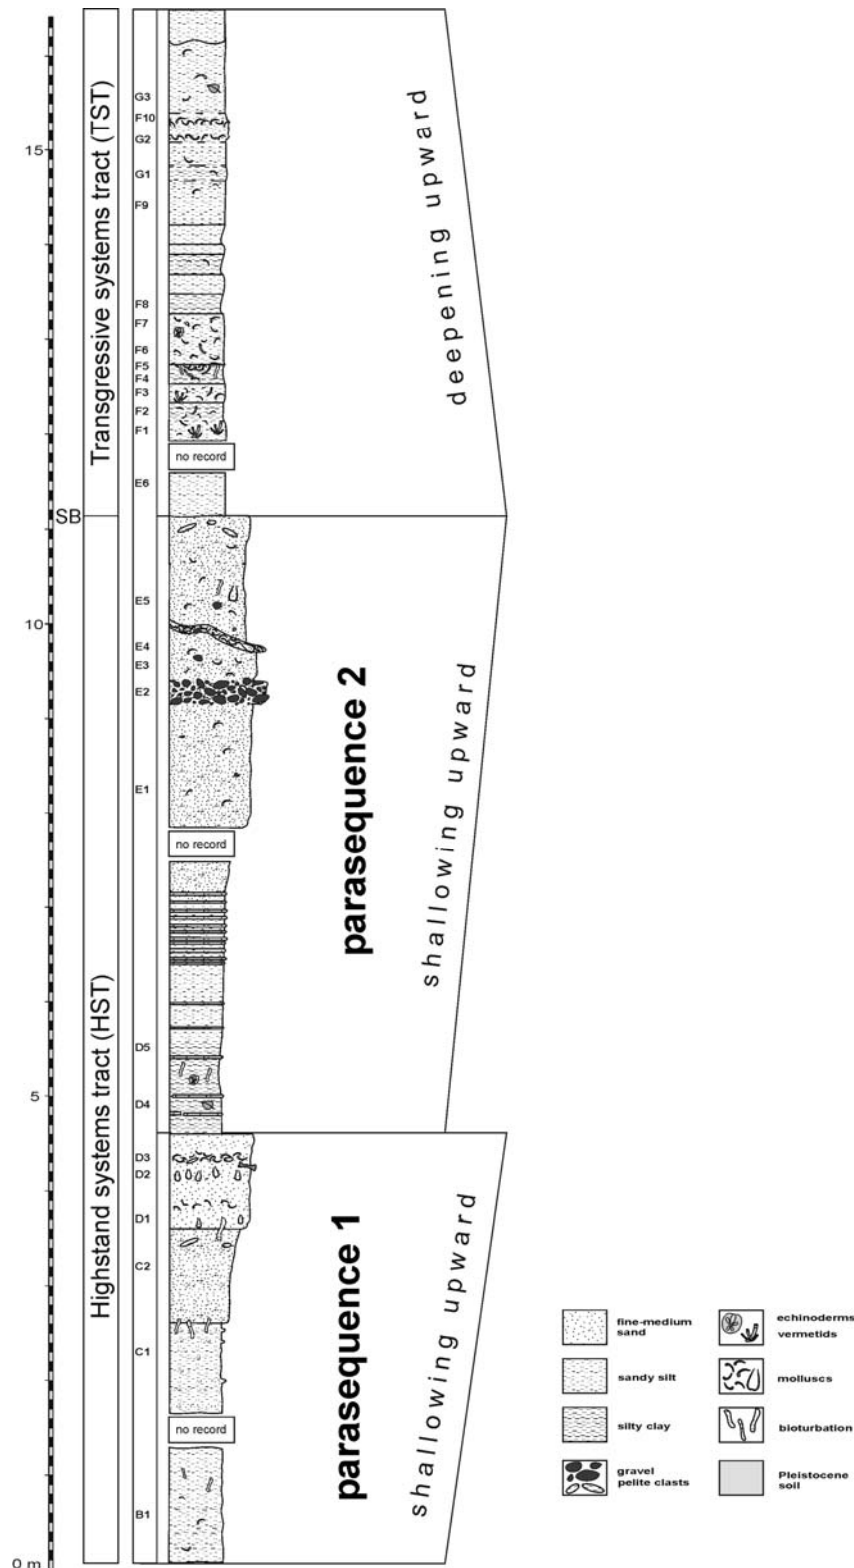 Transgressive systems tract (TST)
Highstand systems tract (HST)
15
10
5
0 m
SB
G3
F10
G2
G1
F9
F8
F7
F6
F5
F4
F3
F2
F1
no record
E6
E5
E4
E3
E2
E1
no record
D5
D4
D3
D2
D1
C2
C1
no record
B1
deepening upward
parasequence 2
shallowing upward
parasequence 1
shallowing upward
fine-medium
sand
sandy silt
silty clay
gravel
pelite clasts
echinoderms
vermetids
molluscs
bioturbation
Pleistocene
soil